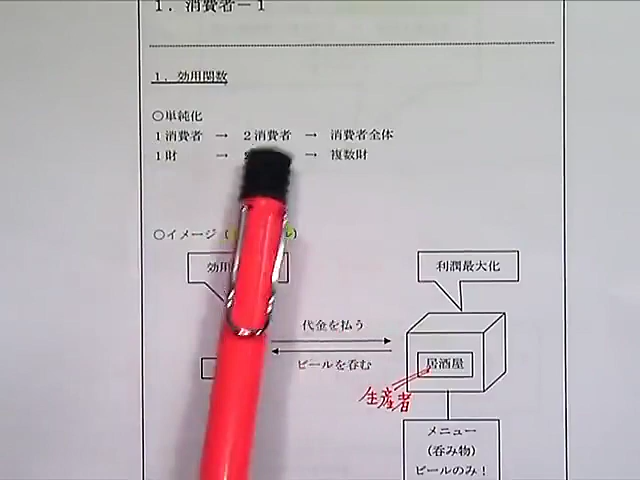 1．消費者－1
1．効用関数
○単純化
1消費者 → 2消費者 → 消費者全体
1財 → → 複数財
○イメージ（ ）
効用
利潤最大化
代金を払う
ビールを呑む
居酒屋
生産者
メニュー
（呑み物）
ビールのみ！